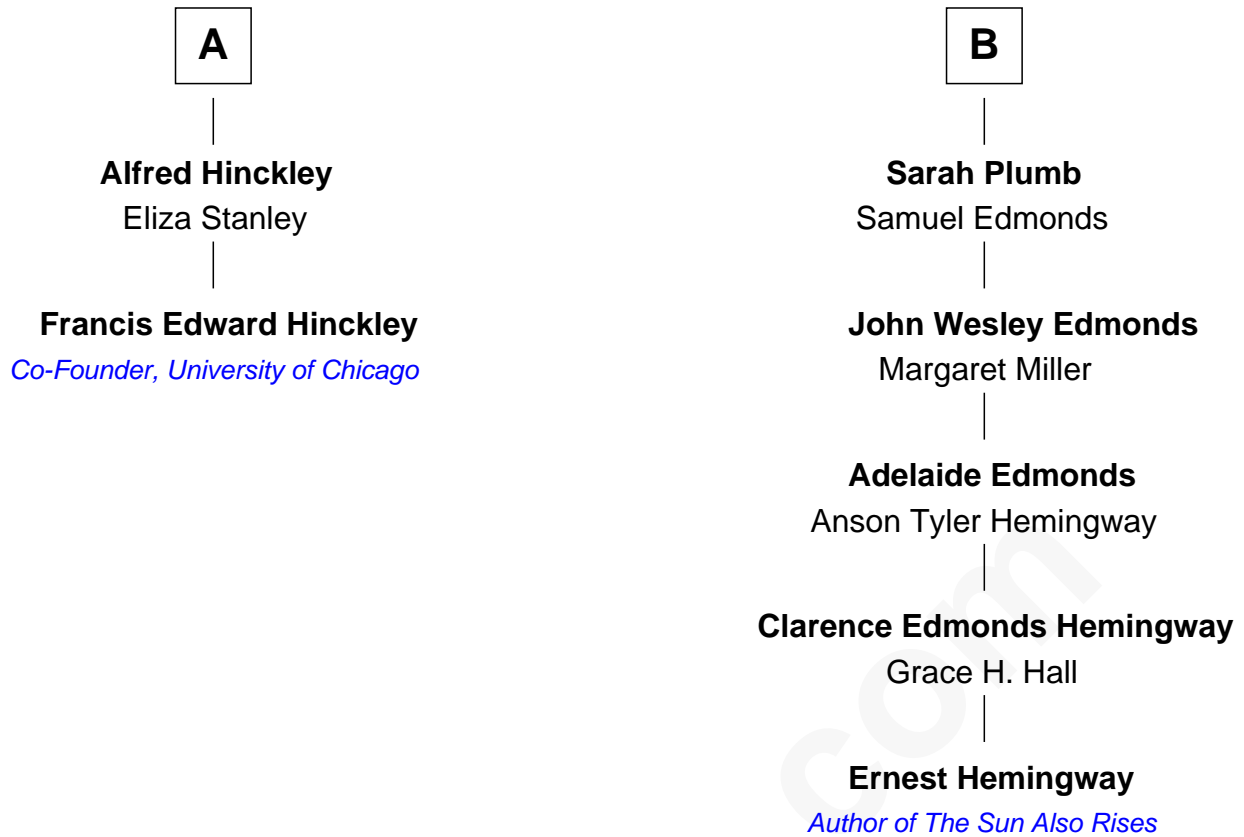 A
Alfred Hinckley
Eliza Stanley
Francis Edward Hinckley
Co-Founder, University of Chicago
B
Sarah Plumb
Samuel Edmonds
John Wesley Edmonds
Margaret Miller
Adelaide Edmonds
Anson Tyler Hemingway
Clarence Edmonds Hemingway
Grace H. Hall
Ernest Hemingway
Author of The Sun Also Rises
com